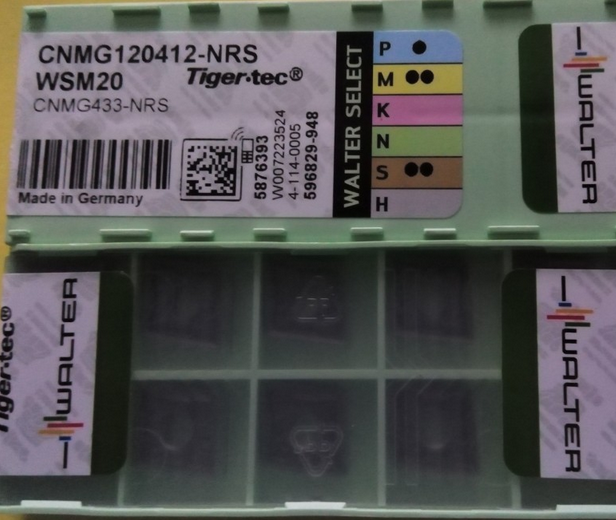 CNMG120412-NRS
WSM20 Tiger·tec®
CNMG433-NRS
Made in Germany
5876393
W007223524
4-114-0005
596829-948
WALTER SELECT
P
M
K
N
S
H
WALTER
Tiger·tec®
WALTER
WALTER